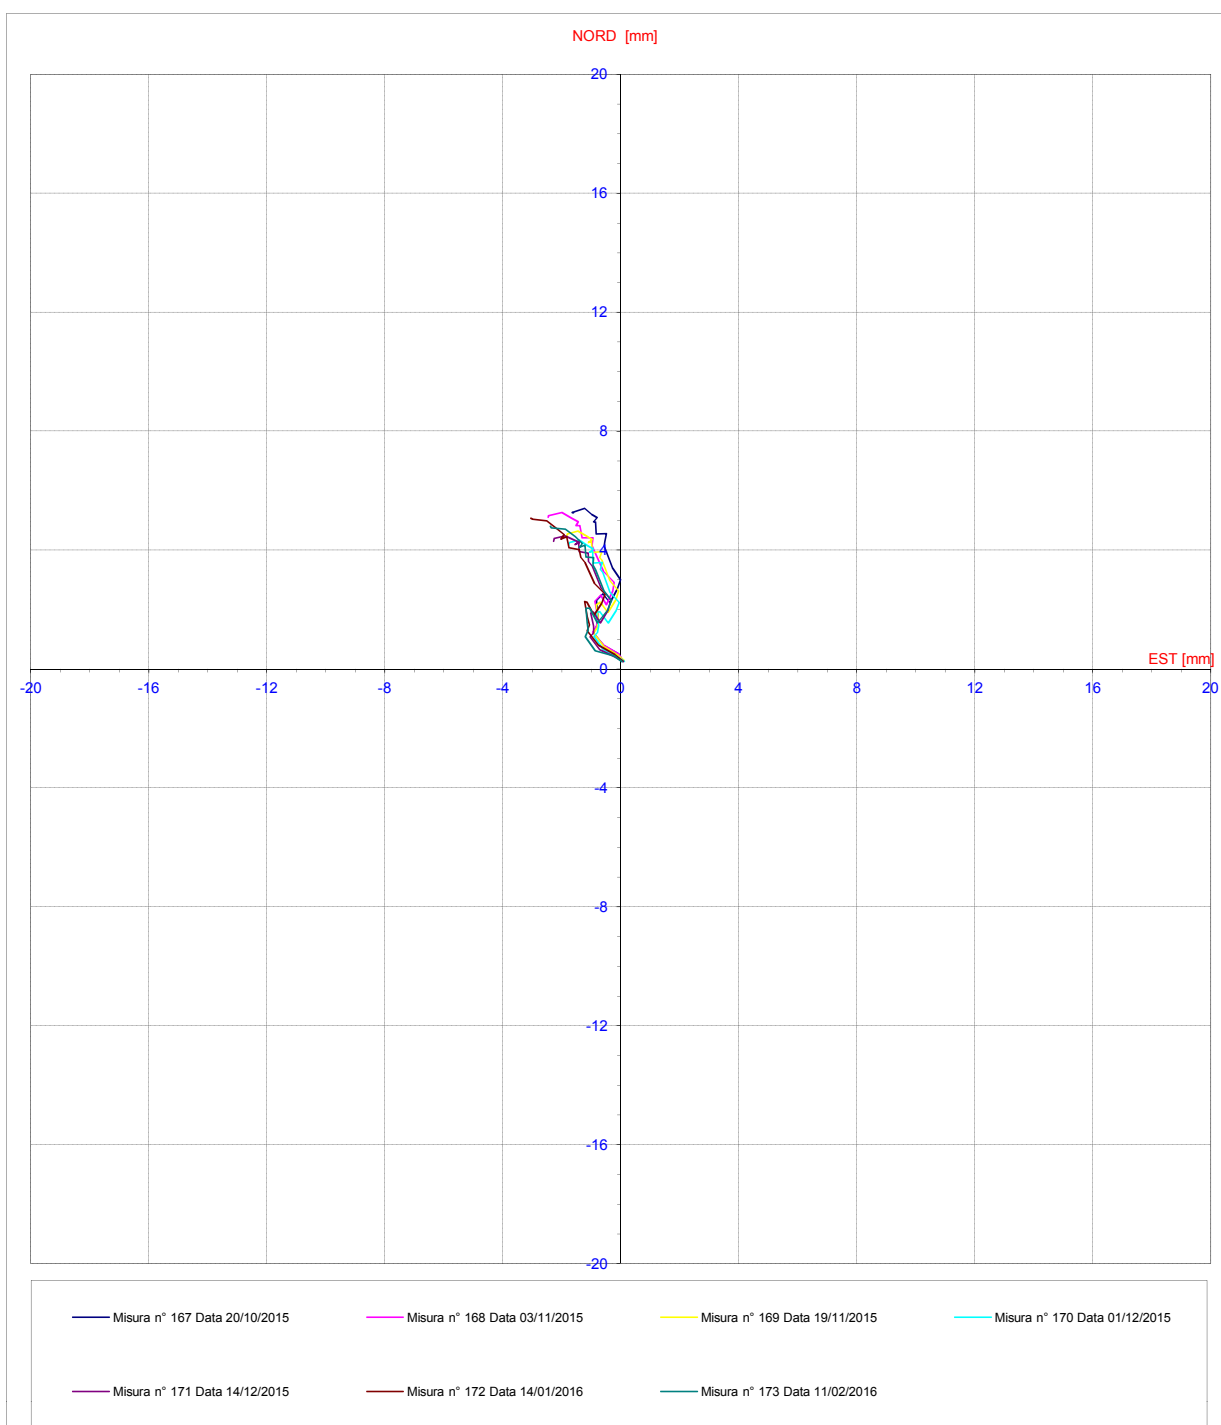 NORD [mm]
20
16
12
8
4
EST [mm]
0
-20 -16 -12 -8 -4 0 4 8 12 16 20
-4
-8
-12
-16
-20
Misura n° 167 Data 20/10/2015 Misura n° 168 Data 03/11/2015 Misura n° 169 Data 19/11/2015 Misura n° 170 Data 01/12/2015
Misura n° 171 Data 14/12/2015 Misura n° 172 Data 14/01/2016 Misura n° 173 Data 11/02/2016